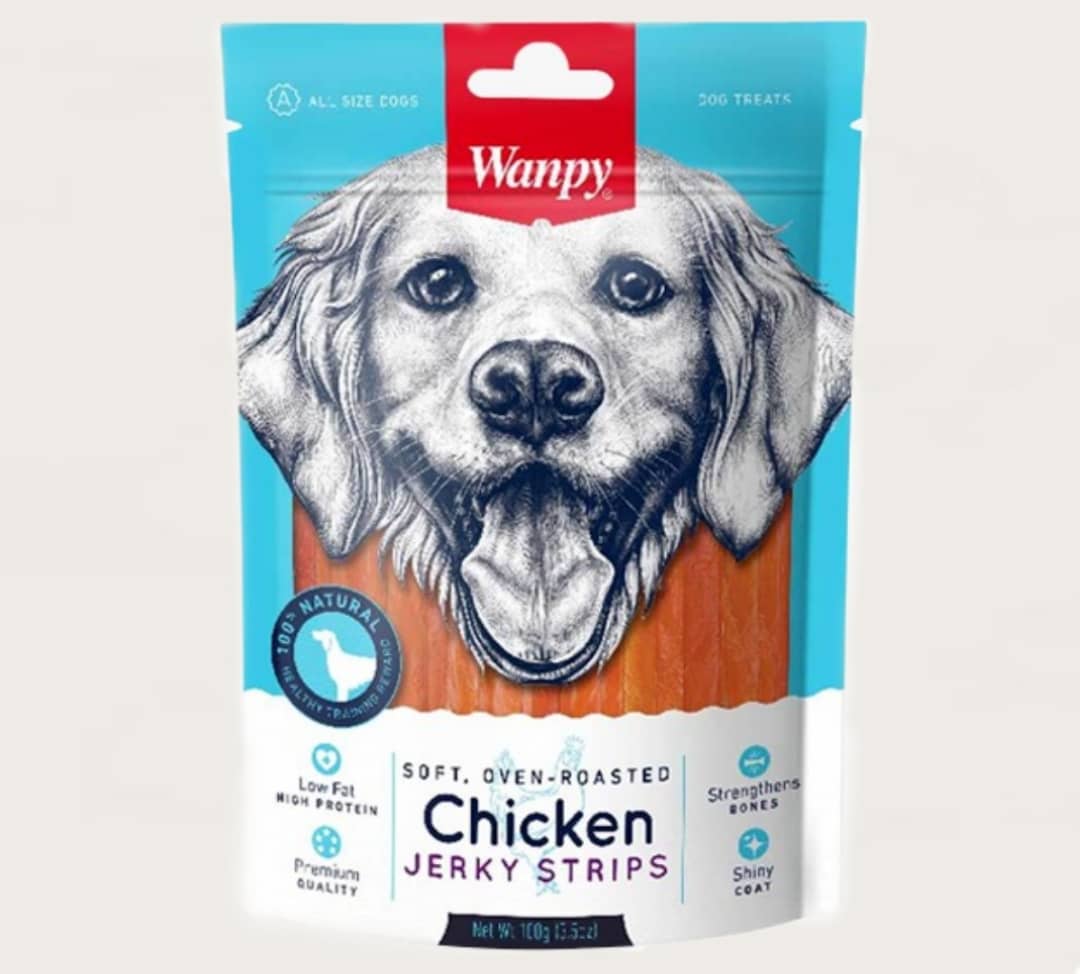 ALL SIZE DOGS
DOG TREATS
Wanpy
100% NATURAL
HEALTHY TRAINING REWARD
Low Fat
HIGH PROTEIN
Premium
QUALITY
SOFT, OVEN-ROASTED
Chicken
JERKY STRIPS
Strengthens
BONES
Shiny
COAT
Net Wt 100g (3.5oz)